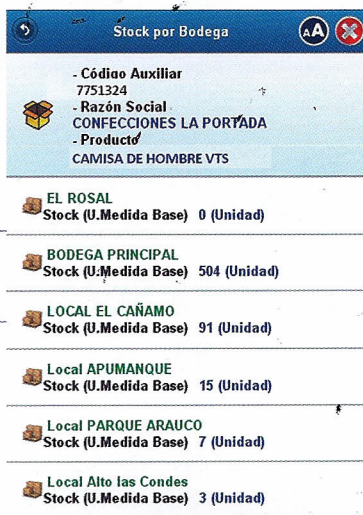 Stock por Bodega
AA
- Código Auxiliar
7751324
- Razón Social
CONFECCIONES LA PORTADA
- Producto
CAMISA DE HOMBRE VTS
EL ROSAL
Stock (U.Medida Base) 0 (Unidad)
BODEGA PRINCIPAL
Stock (U.Medida Base) 504 (Unidad)
LOCAL EL CAÑAMO
Stock (U.Medida Base) 91 (Unidad)
Local APUMANQUE
Stock (U.Medida Base) 15 (Unidad)
Local PARQUE ARAUCO
Stock (U.Medida Base) 7 (Unidad)
Local Alto las Condes
Stock (U.Medida Base) 3 (Unidad)